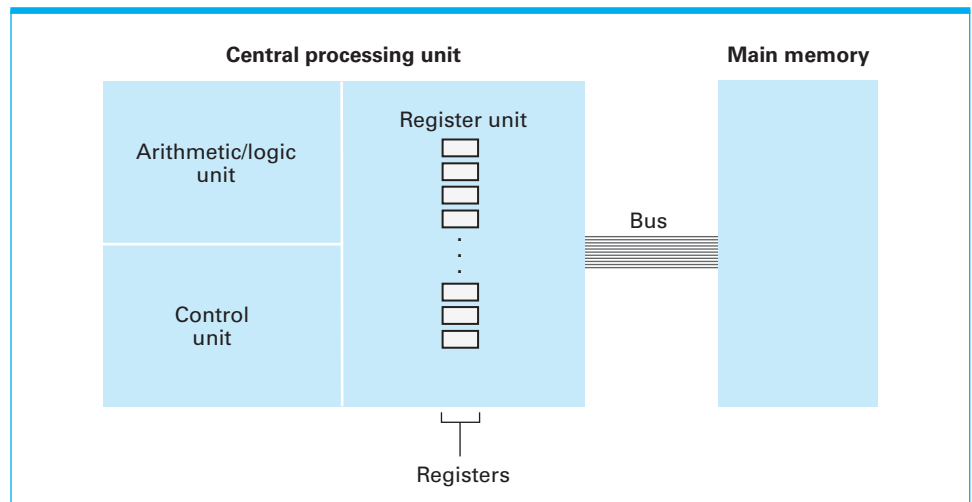 Central processing unit
Main memory
Arithmetic/logic
unit
Register unit
Bus
Control
unit
Registers